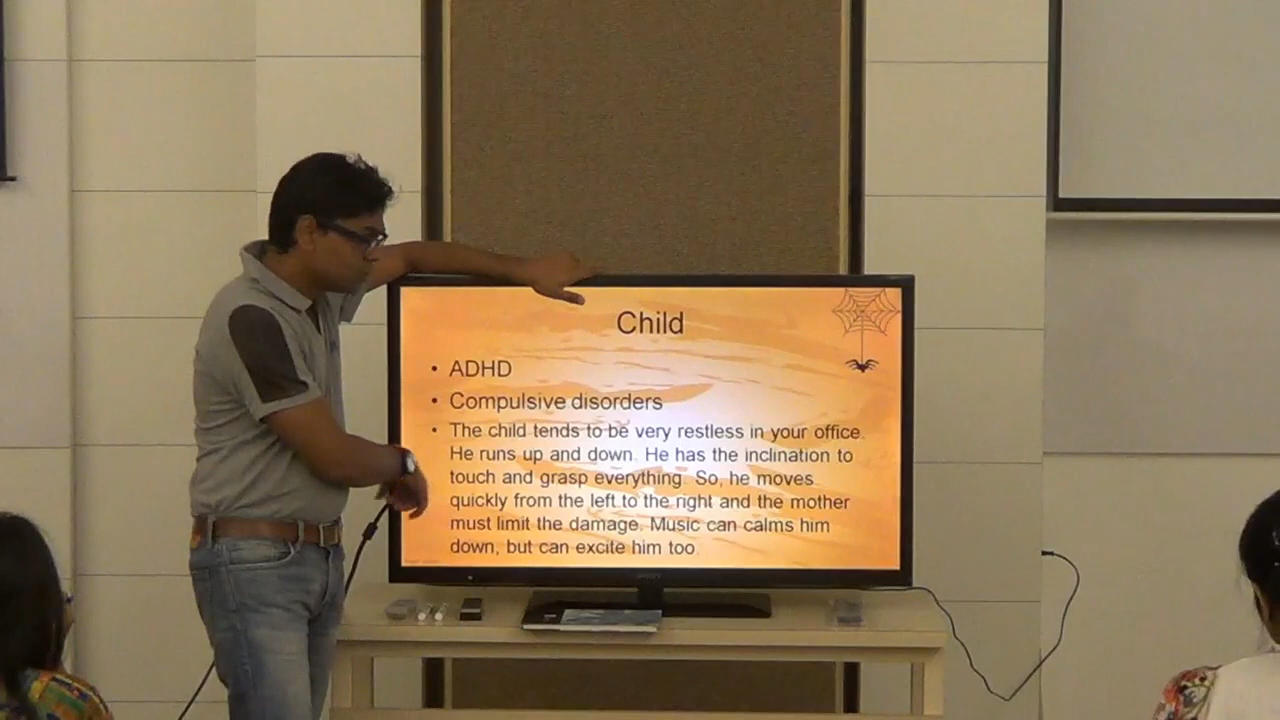 Child
• ADHD
• Compulsive disorders
• The child tends to be very restless in your office.
He runs up and down. He has the inclination to
touch and grasp everything. So, he moves
quickly from the left to the right and the mother
must limit the damage. Music can calms him
down, but can excite him too.